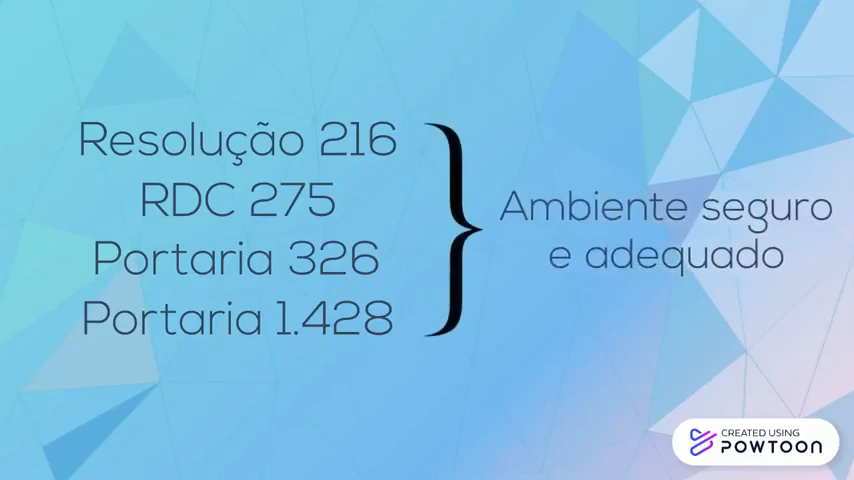 Resolução 216
RDC 275
Portaria 326
Portaria 1.428
Ambiente seguro
e adequado
CREATED USING
POWTOON